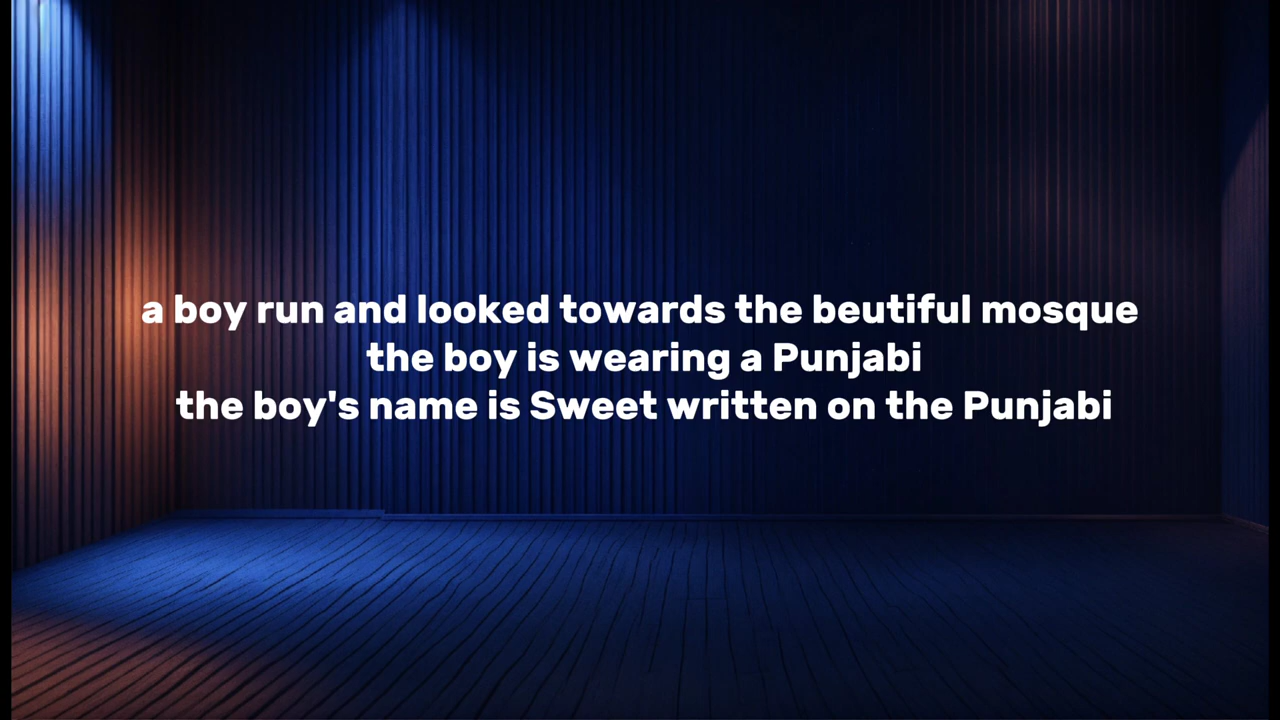 a boy run and looked towards the beutiful mosque
the boy is wearing a Punjabi
the boy's name is Sweet written on the Punjabi